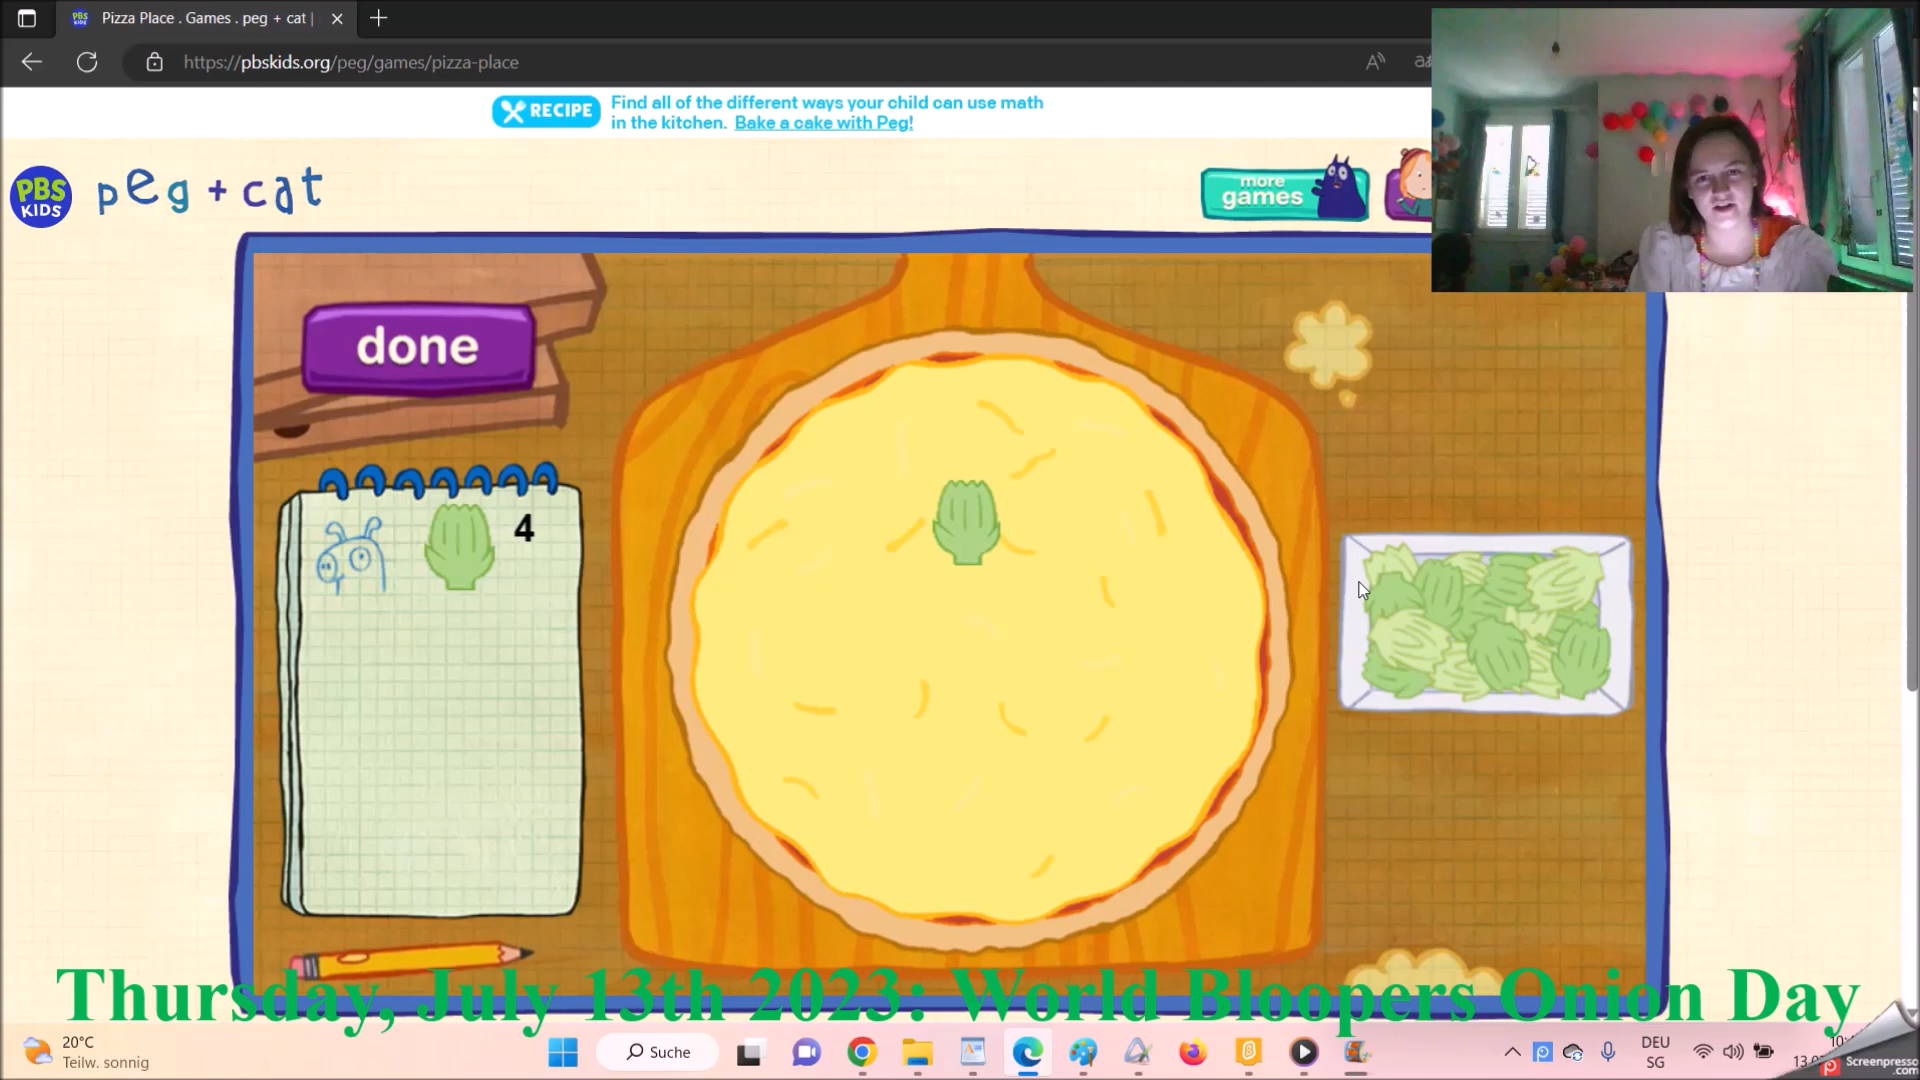 Pizza Place . Games . peg + cat |
https://pbskids.org/peg/games/pizza-place
RECIPE
Find all of the different ways your child can use math
in the kitchen. Bake a cake with Peg!
PBS
KIDS
peg + cat
more
games
done
4
Thursday, July 13th 2023: World Bloopers Onion Day
20°C
Teilw. sonnig
Suche
DEU
SG
Screenpresso
.com